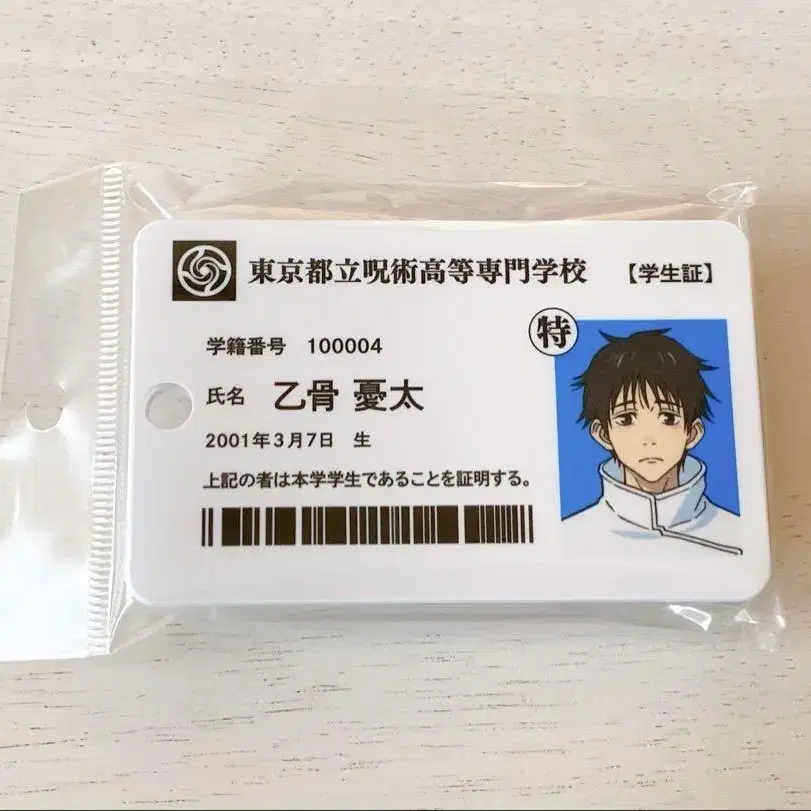 東京都立呪術高等専門学校 【学生証】
特
学籍番号 100004
氏名 乙骨 憂太
2001年3月7日 生
上記の者は本学学生であることを証明する。